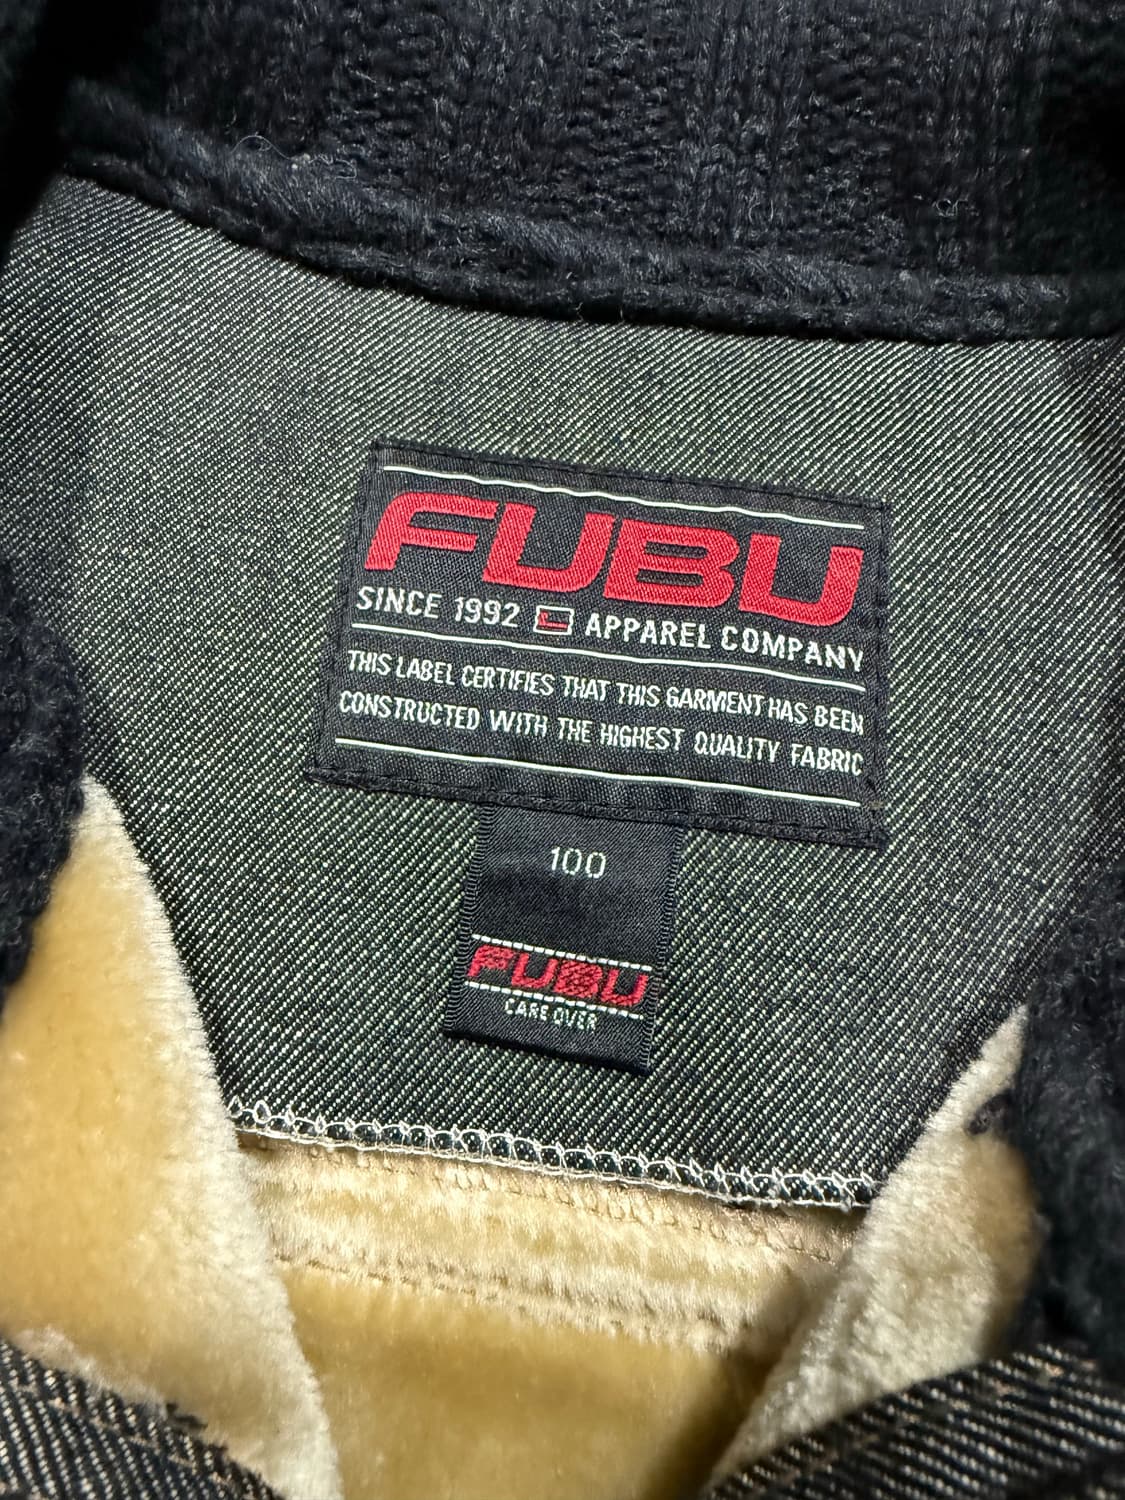 FUBU
SINCE 1992 APPAREL COMPANY
THIS LABEL CERTIFIES THAT THIS GARMENT HAS BEEN
CONSTRUCTED WITH THE HIGHEST QUALITY FABRIC
100
FUBU
CARE OVER